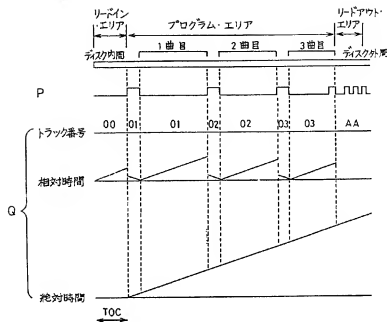 リードイン・エリア
プログラム・エリア
リードアウト・エリア
ディスク内周
1曲目
2曲目
3曲目
ディスク外周
P
トラック番号
00 01 01 02 02 03 03 AA
相対時間
Q
絶対時間
TOC